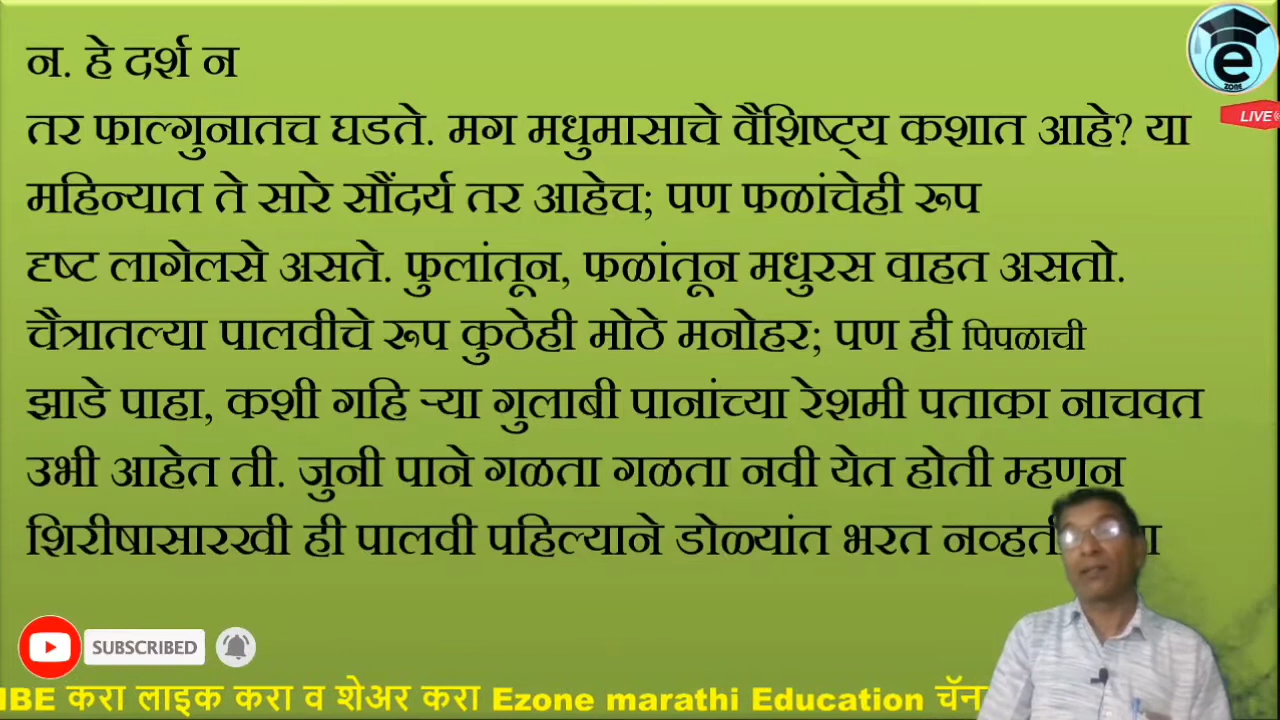 न. हे दर्श न
तर फाल्गुनातच घडते. मग मधुमासाचे वैशिष्ट्य कशात आहे? या
महिन्यात ते सारे सौंदर्य तर आहेच; पण फळांचेही रूप
दृष्ट लागेलसे असते. फुलांतून, फळांतून मधुरस वाहत असतो.
चैत्रातल्या पालवीचे रूप कुठेही मोठे मनोहर; पण ही पिपळाची
झाडे पाहा, कशी गहि ऱ्या गुलाबी पानांच्या रेशमी पताका नाचवत
उभी आहेत ती. जुनी पाने गळता गळता नवी येत होती म्हणन
शिरीषासारखी ही पालवी पहिल्याने डोळ्यांत भरत
SUBSCRIBED
करा लाइक करा व शेअर करा Ezone marathi Education
e
ZONE
LIVE